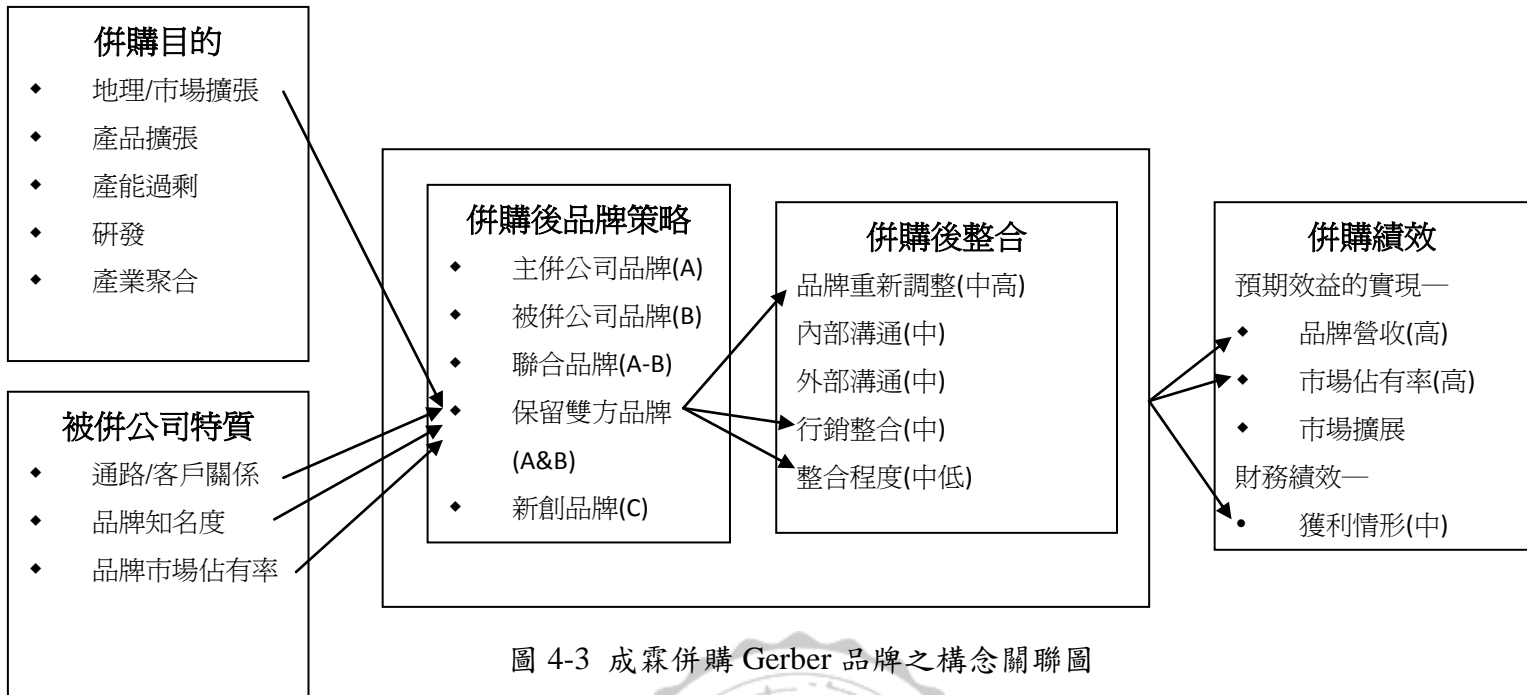 併購目的
◆ 地理/市場擴張
◆ 產品擴張
◆ 產能過剩
◆ 研發
◆ 產業聚合
被併公司特質
◆ 通路/客戶關係
◆ 品牌知名度
◆ 品牌市場佔有率
併購後品牌策略
◆ 主併公司品牌(A)
◆ 被併公司品牌(B)
◆ 聯合品牌(A-B)
◆ 保留雙方品牌
(A&B)
◆ 新創品牌(C)
併購後整合
品牌重新調整(中高)
內部溝通(中)
外部溝通(中)
行銷整合(中)
整合程度(中低)
併購績效
預期效益的實現—
◆ 品牌營收(高)
◆ 市場佔有率(高)
◆ 市場擴展
財務績效—
• 獲利情形(中)
圖 4-3 成霖併購 Gerber 品牌之構念關聯圖